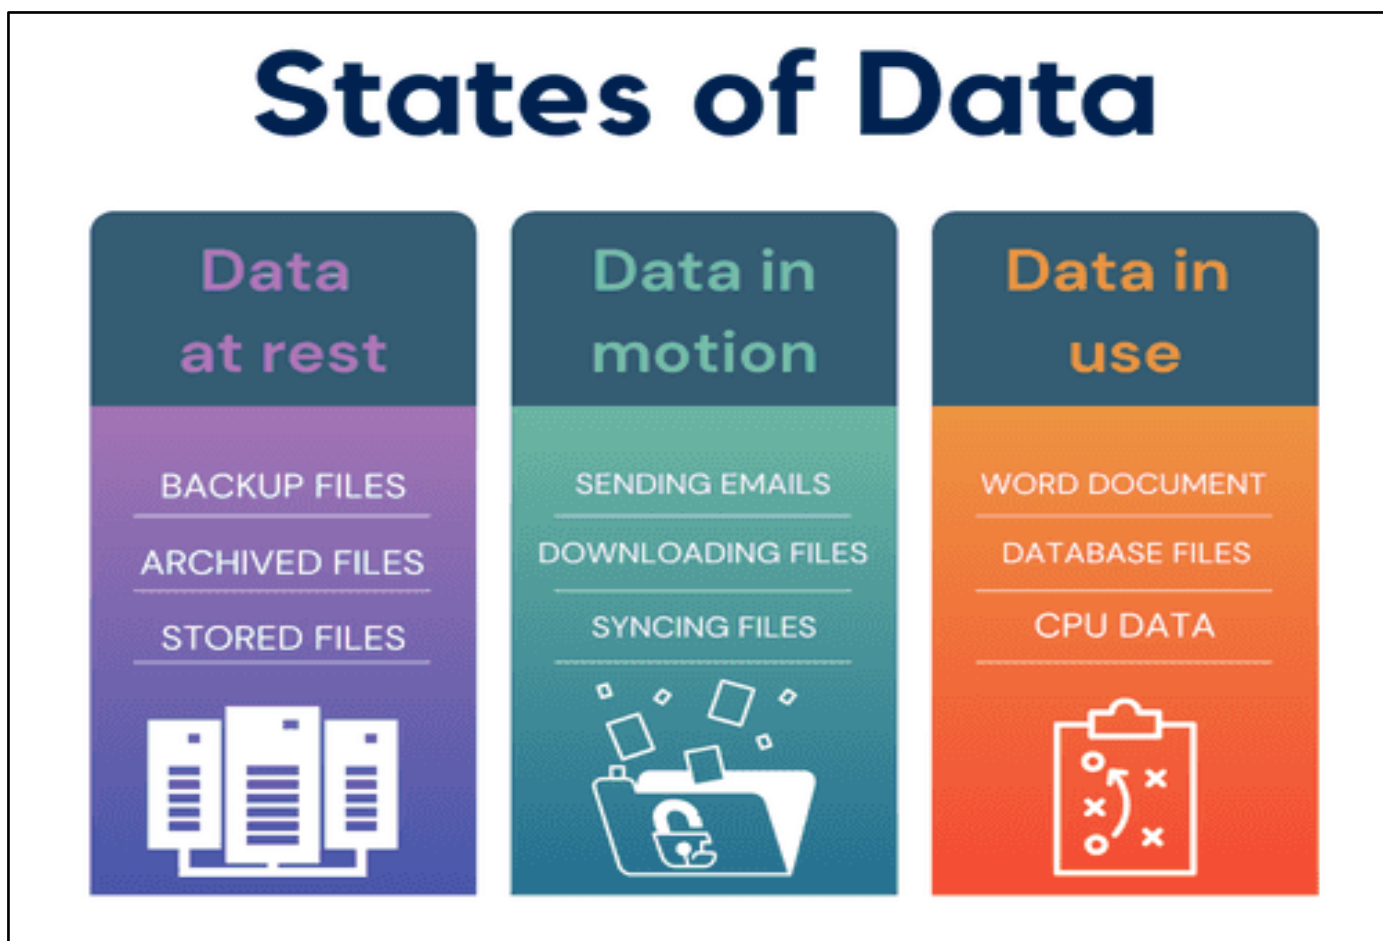 States of Data
Data
at rest
BACKUP FILES
ARCHIVED FILES
STORED FILES
Data in
motion
SENDING EMAILS
DOWNLOADING FILES
SYNCING FILES
Data in
use
WORD DOCUMENT
DATABASE FILES
CPU DATA